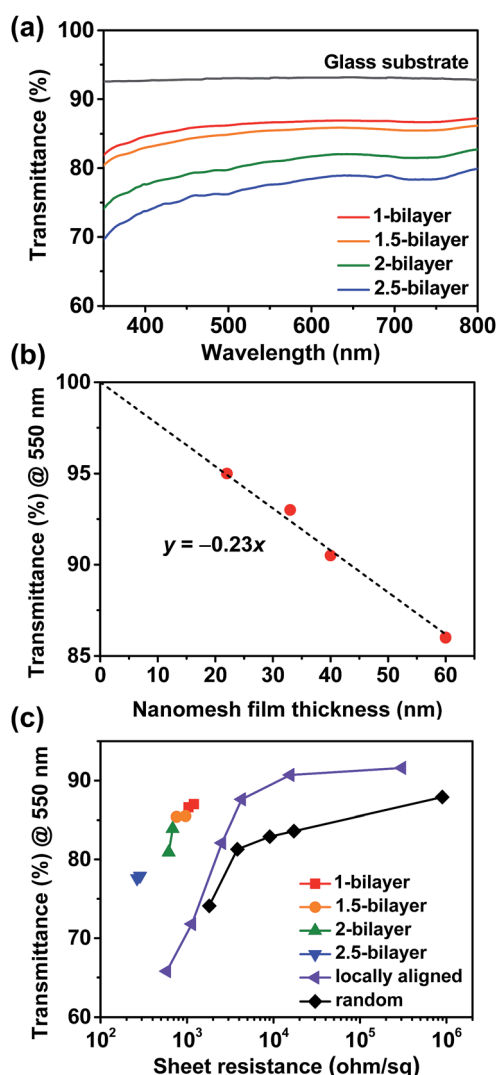 (a)
100
90
80
70
60
Transmittance (%)
Glass substrate
1-bilayer
1.5-bilayer
2-bilayer
2.5-bilayer
400 500 600 700 800
Wavelength (nm)
(b)
100
95
90
85
Transmittance (%) @ 550 nm
y = −0.23x
0 10 20 30 40 50 60
Nanomesh film thickness (nm)
(c)
90
80
70
60
Transmittance (%) @ 550 nm
1-bilayer
1.5-bilayer
2-bilayer
2.5-bilayer
locally aligned
random
10² 10³ 10⁴ 10⁵ 10⁶
Sheet resistance (ohm/sq)